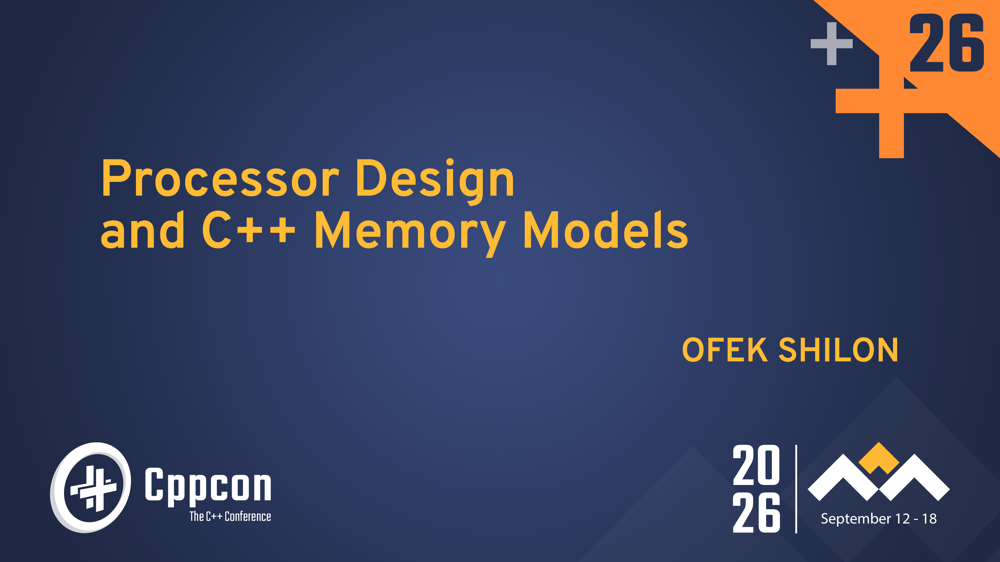 26
Processor Design
and C++ Memory Models
OFEK SHILON
Cppcon
The C++ Conference
20
26
September 12 - 18